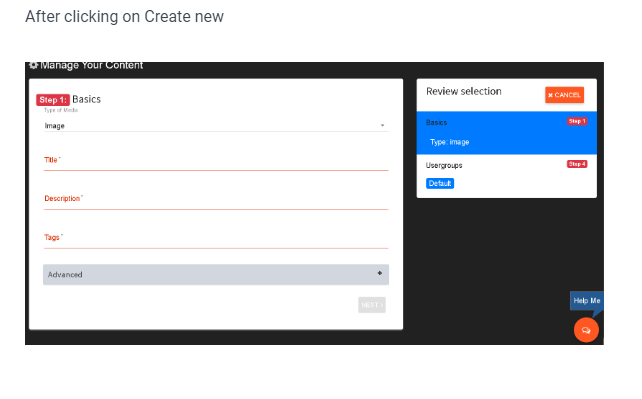 After clicking on Create new
Manage Your Content
Step 1: Basics
Type of Media
Image
Title *
Description *
Tags *
Advanced +
NEXT ›
Review selection
× CANCEL
Basics Step 1
Type: image
Usergroups Step 4
Default
Help Me